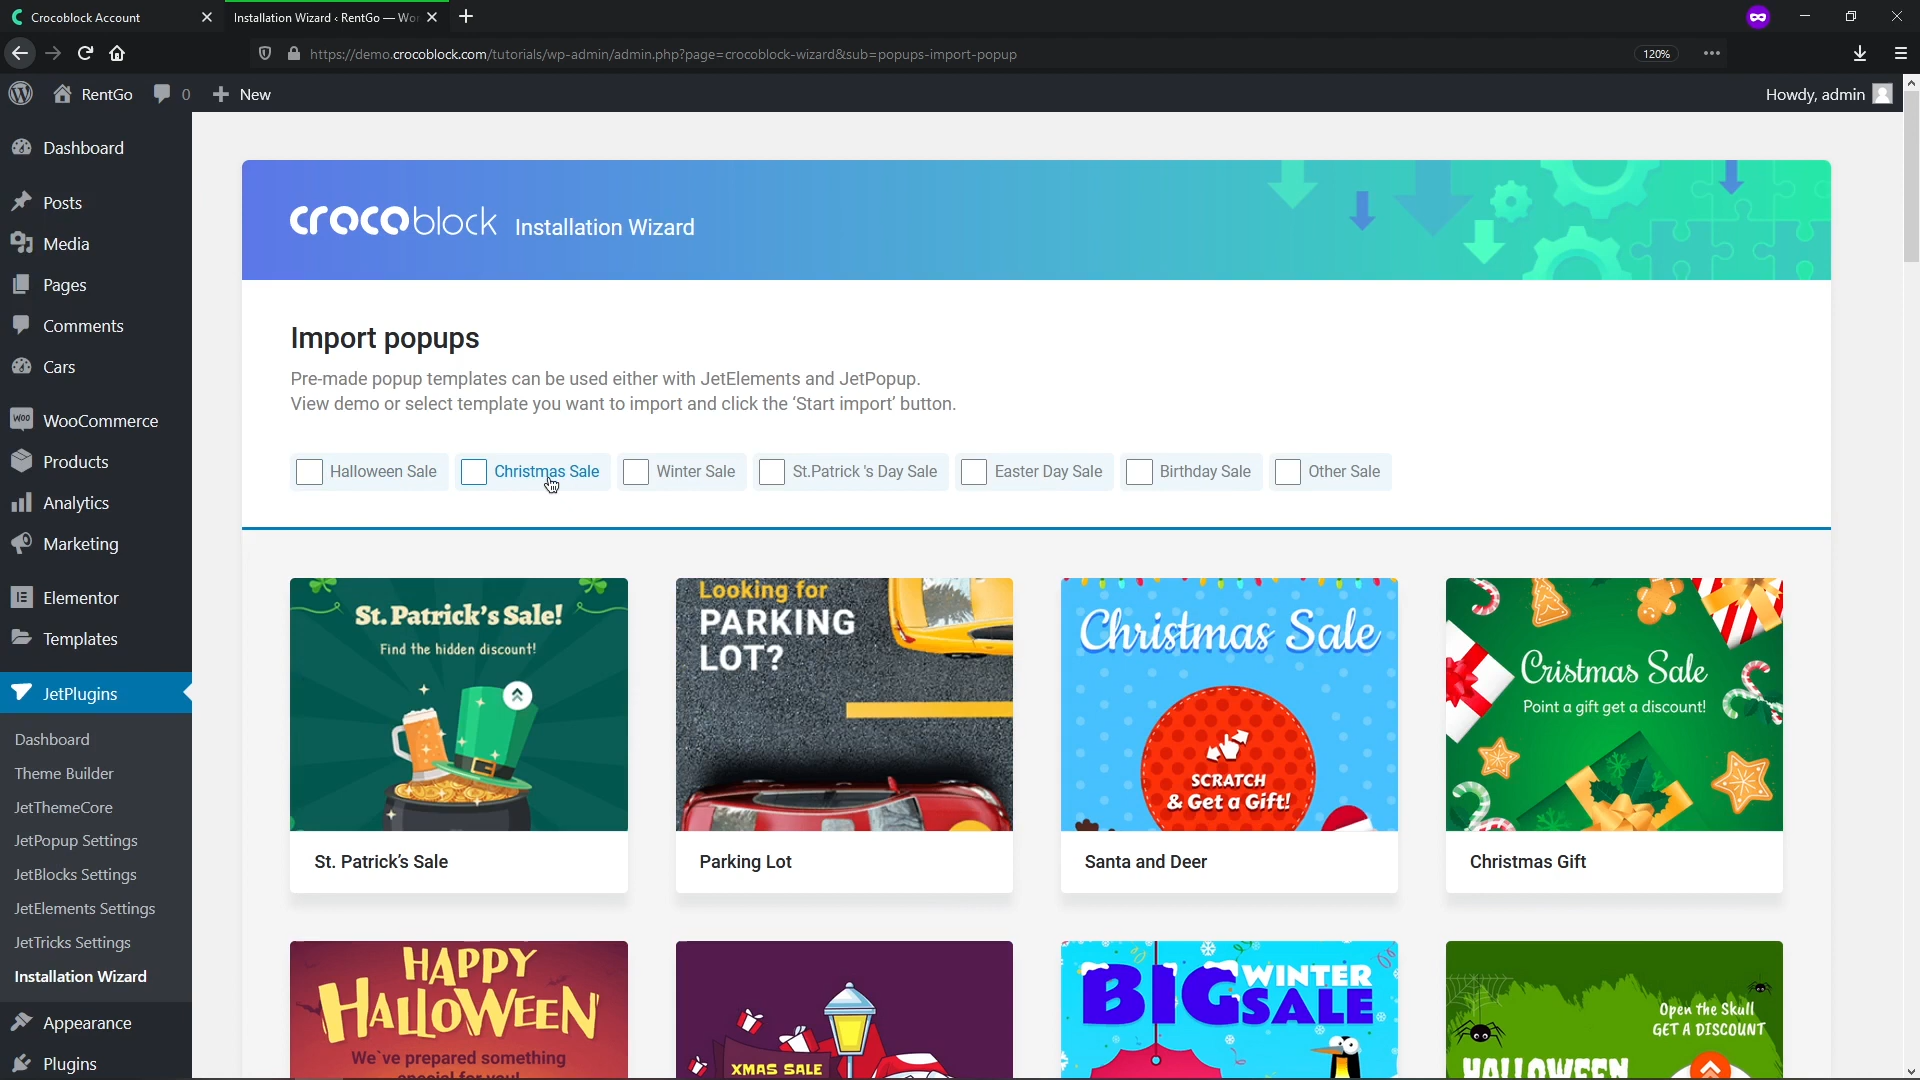 Crocoblock Account
Installation Wizard ‹ RentGo — Wor
https://demo.crocoblock.com/tutorials/wp-admin/admin.php?page=crocoblock-wizard&sub=popups-import-popup
120%
RentGo
0
New
Howdy, admin
Dashboard
Posts
Media
Pages
Comments
Cars
WOO
WooCommerce
Products
Analytics
Marketing
Elementor
Templates
JetPlugins
Dashboard
Theme Builder
JetThemeCore
JetPopup Settings
JetBlocks Settings
JetElements Settings
JetTricks Settings
Installation Wizard
Appearance
Plugins
crocoblock Installation Wizard
Import popups
Pre-made popup templates can be used either with JetElements and JetPopup.
View demo or select template you want to import and click the ‘Start import’ button.
Halloween Sale
Christmas Sale
Winter Sale
St.Patrick 's Day Sale
Easter Day Sale
Birthday Sale
Other Sale
St. Patrick's Sale!
Find the hidden discount!
St. Patrick’s Sale
Looking for
PARKING
LOT?
Parking Lot
Christmas Sale
SCRATCH
& Get a Gift!
Santa and Deer
Cristmas Sale
Point a gift get a discount!
Christmas Gift
HAPPY
HALLOWEEN
We`ve prepared something
special for you!
XMAS SALE
BIG WINTER
SALE
Open the Skull
GET A DISCOUNT
HALLOWEEN